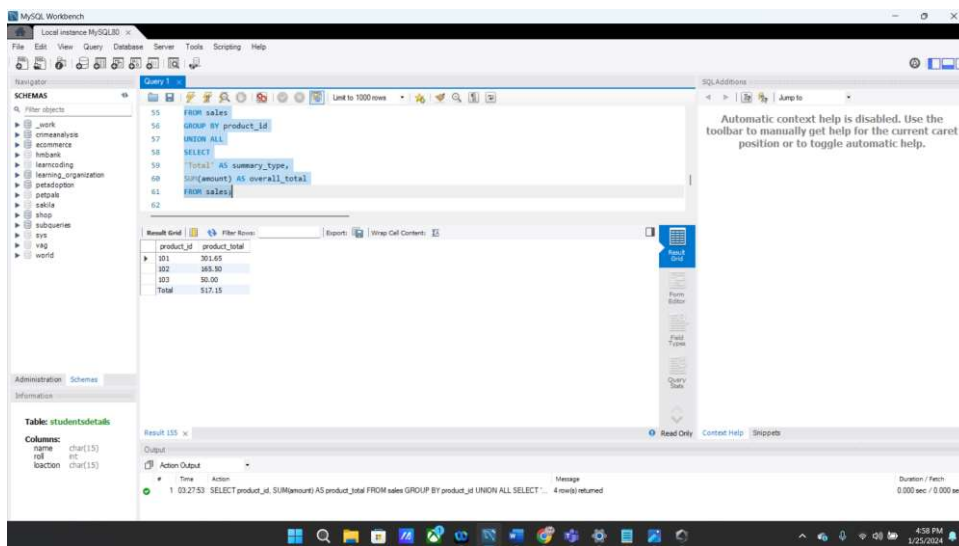 MySQL Workbench
Local instance MySQL80 ×
File Edit View Query Database Server Tools Scripting Help
Navigator
SCHEMAS
Filter objects
_work
crimeanalysis
ecommerce
hmbank
learncoding
learning_organization
petadoption
petpals
sakila
shop
subqueries
sys
vag
world
Administration Schemas
Information
Table: studentsdetails
Columns:
name char(15)
roll int
loaction char(15)
Query 1 ×
Limit to 1000 rows
55 FROM sales
56 GROUP BY product_id
57 UNION ALL
58 SELECT
59 'Total' AS summary_type,
60 SUM(amount) AS overall_total
61 FROM sales;
62
Result Grid Filter Rows: Export: Wrap Cell Content:
product_id product_total
101 301.65
102 165.50
103 50.00
Total 517.15
Result Grid
Form Editor
Field Types
Query Stats
Result 155 ×
Read Only
Output
Action Output
# Time Action Message Duration / Fetch
1 03:27:53 SELECT product_id, SUM(amount) AS product_total FROM sales GROUP BY product_id UNION ALL SELECT '... 4 row(s) returned 0.000 sec / 0.000 se
SQLAdditions
Jump to
Automatic context help is disabled. Use the
toolbar to manually get help for the current caret
position or to toggle automatic help.
Context Help Snippets
4:58 PM
1/25/2024